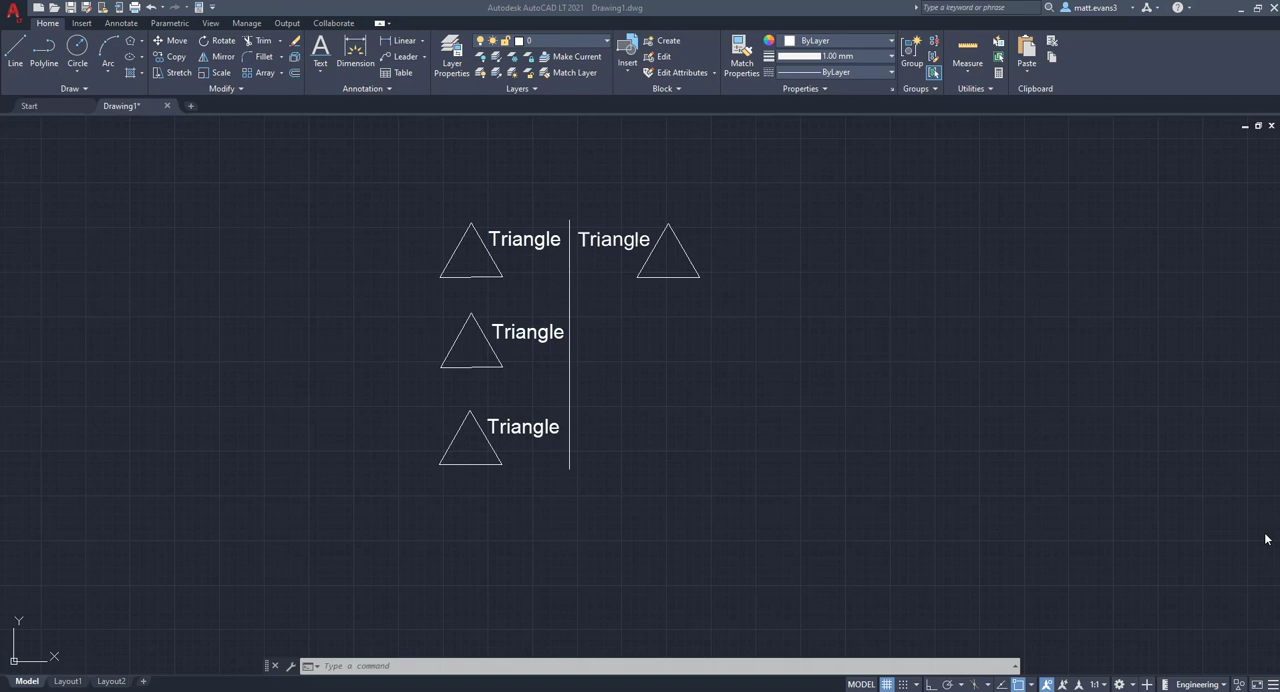 Autodesk AutoCAD LT 2021 Drawing1.dwg
Type a keyword or phrase
matt.evans3
LT
Home Insert Annotate Parametric View Manage Output Collaborate
Line Polyline Circle Arc
Move Rotate Trim
Copy Mirror Fillet
Stretch Scale Array
Text Dimension
Linear
Leader
Table
Layer Properties
0
Make Current
Match Layer
Insert
Create
Edit
Edit Attributes
Match Properties
ByLayer
1.00 mm
ByLayer
Group
Measure
Paste
Draw Modify Annotation Layers Block Properties Groups Utilities Clipboard
Start Drawing1*
Triangle Triangle
Triangle
Triangle
Y
X
Type a command
Model Layout1 Layout2
MODEL 1:1 Engineering